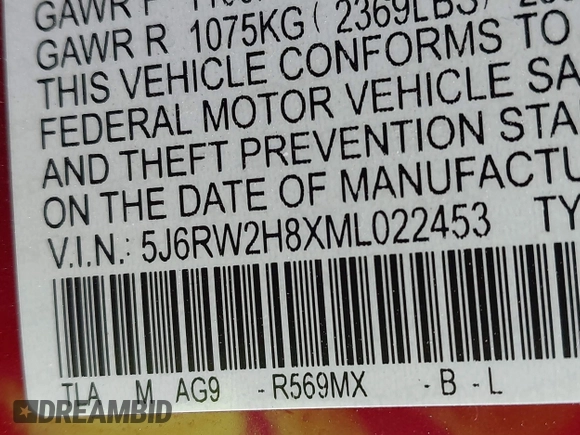 GAWR F
GAWR R 1075KG ( 2369LBS)
THIS VEHICLE CONFORMS TO
FEDERAL MOTOR VEHICLE SA
AND THEFT PREVENTION STA
ON THE DATE OF MANUFACTU
V.I.N.: 5J6RW2H8XML022453 TY
TLA M AG9 - R569MX - B - L
DREAMBID